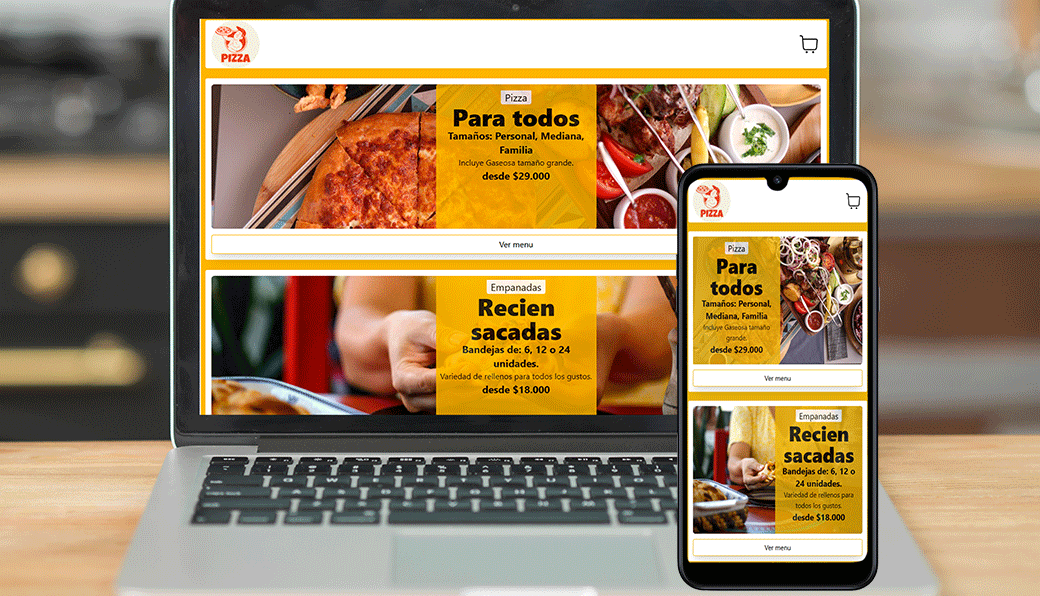 PIZZA
Pizza
Para todos
Tamaños: Personal, Mediana,
Familia
Incluye Gaseosa tamaño grande.
desde $29.000
Ver menu
Empanadas
Recien
sacadas
Bandejas de: 6, 12 o 24
unidades.
Variedad de rellenos para todos los gustos.
desde $18.000
PIZZA
Pizza
Para
todos
Tamaños: Personal,
Mediana, Familia
Incluye Gaseosa tamaño
grande.
desde $29.000
Ver menu
Empanadas
Recien
sacadas
Bandejas de: 6, 12 o
24 unidades.
Variedad de rellenos para
todos los gustos.
desde $18.000
Ver menu